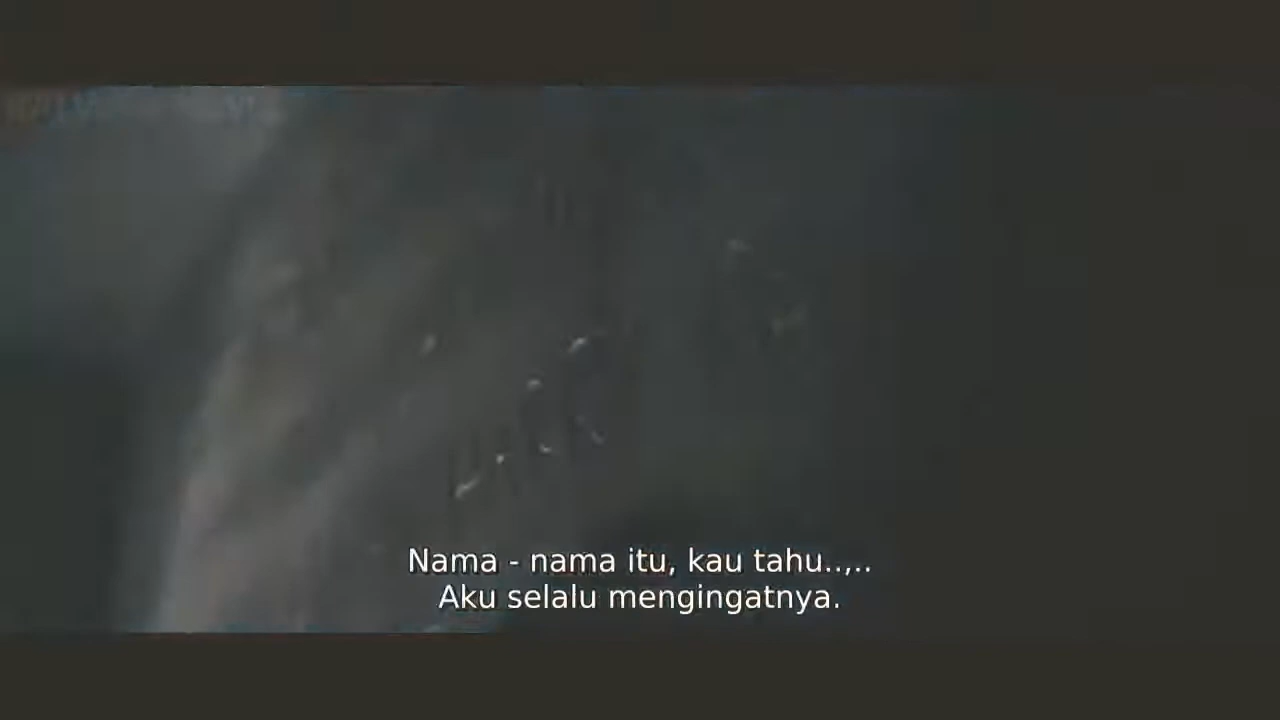 Nama - nama itu, kau tahu..,..
Aku selalu mengingatnya.